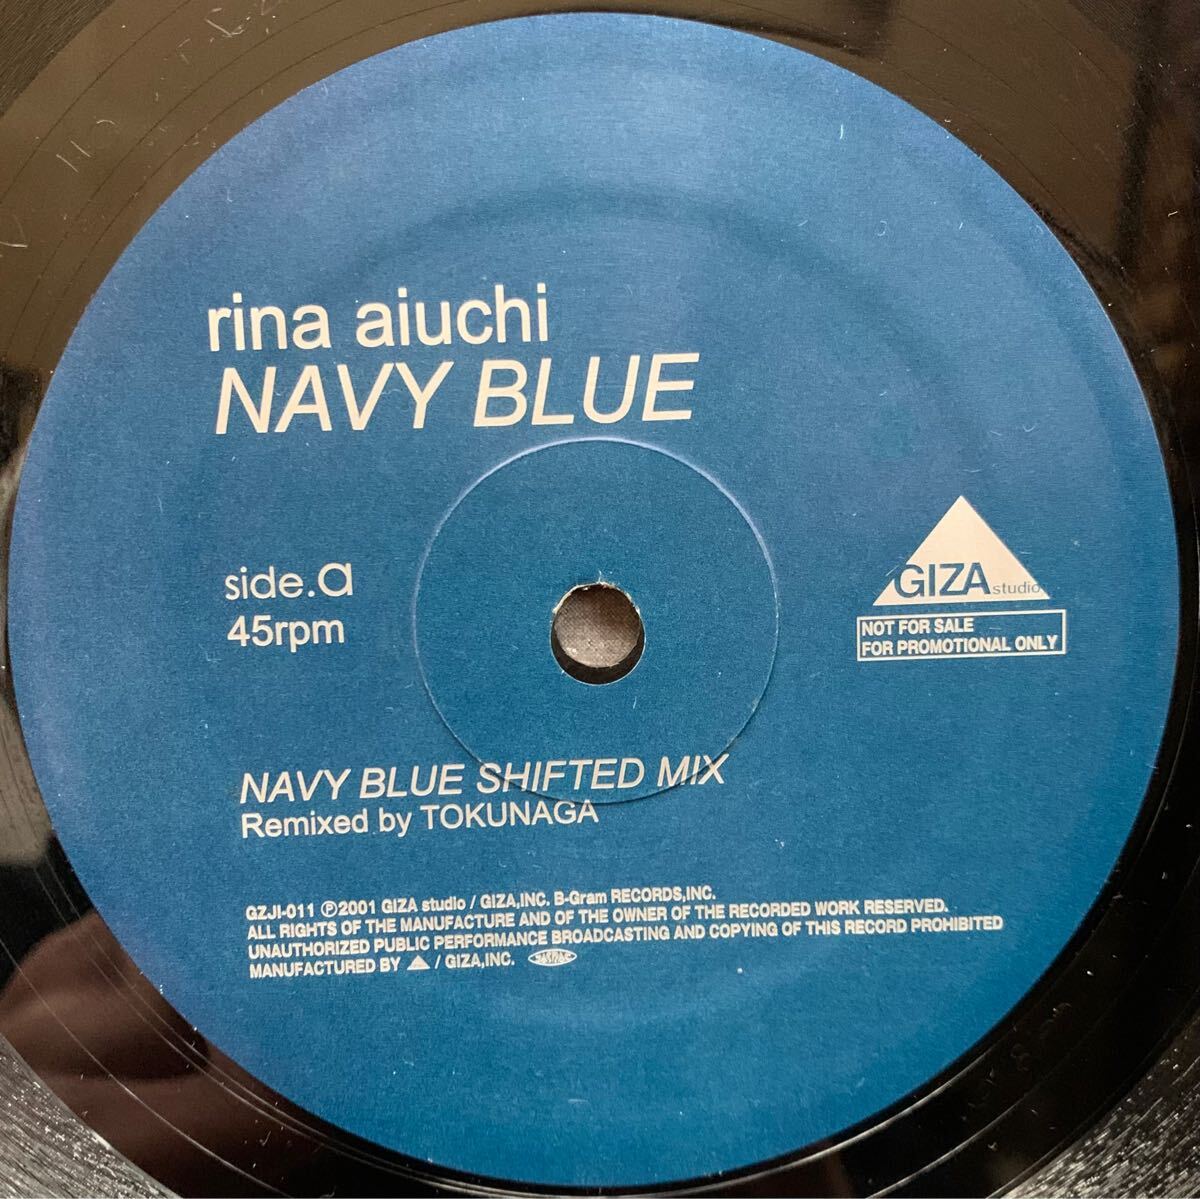 rina aiuchi
NAVY BLUE
side.a
45rpm
GIZA studio
NOT FOR SALE
FOR PROMOTIONAL ONLY
NAVY BLUE SHIFTED MIX
Remixed by TOKUNAGA
GZJI-011 ℗2001 GIZA studio / GIZA,INC. B-Gram RECORDS,INC.
ALL RIGHTS OF THE MANUFACTURE AND OF THE OWNER OF THE RECORDED WORK RESERVED.
UNAUTHORIZED PUBLIC PERFORMANCE BROADCASTING AND COPYING OF THIS RECORD PROHIBITED
MANUFACTURED BY / GIZA,INC.